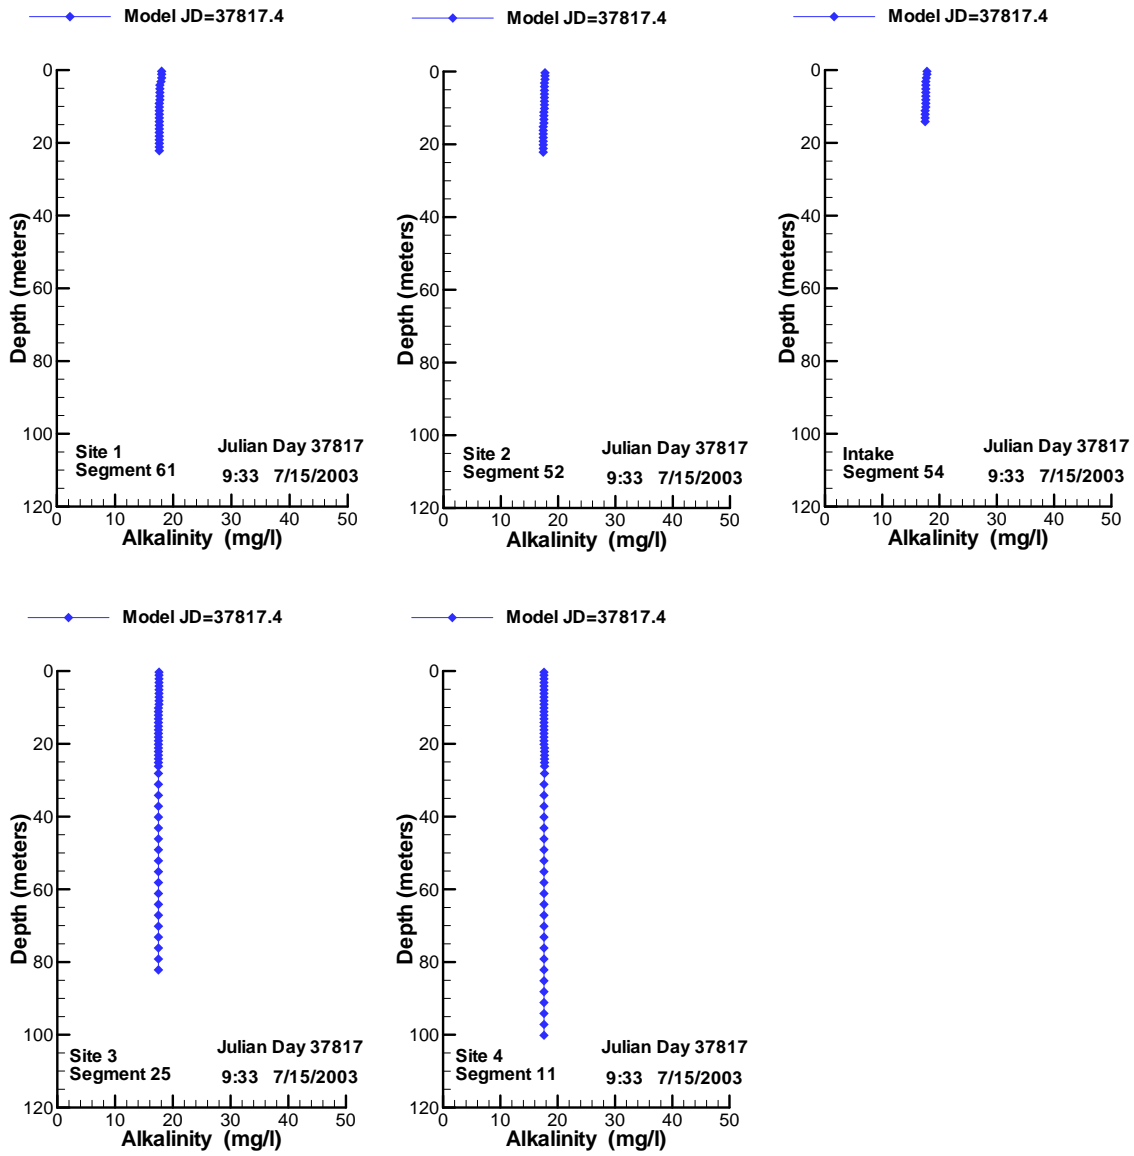 Model JD=37817.4
0
20
40
60
80
100
120
Depth (meters)
Site 1
Segment 61
Julian Day 37817
9:33 7/15/2003
0 10 20 30 40 50
Alkalinity (mg/l)
Model JD=37817.4
0
20
40
60
80
100
120
Depth (meters)
Site 2
Segment 52
Julian Day 37817
9:33 7/15/2003
0 10 20 30 40 50
Alkalinity (mg/l)
Model JD=37817.4
0
20
40
60
80
100
120
Depth (meters)
Intake
Segment 54
Julian Day 37817
9:33 7/15/2003
0 10 20 30 40 50
Alkalinity (mg/l)
Model JD=37817.4
0
20
40
60
80
100
120
Depth (meters)
Site 3
Segment 25
Julian Day 37817
9:33 7/15/2003
0 10 20 30 40 50
Alkalinity (mg/l)
Model JD=37817.4
0
20
40
60
80
100
120
Depth (meters)
Site 4
Segment 11
Julian Day 37817
9:33 7/15/2003
0 10 20 30 40 50
Alkalinity (mg/l)